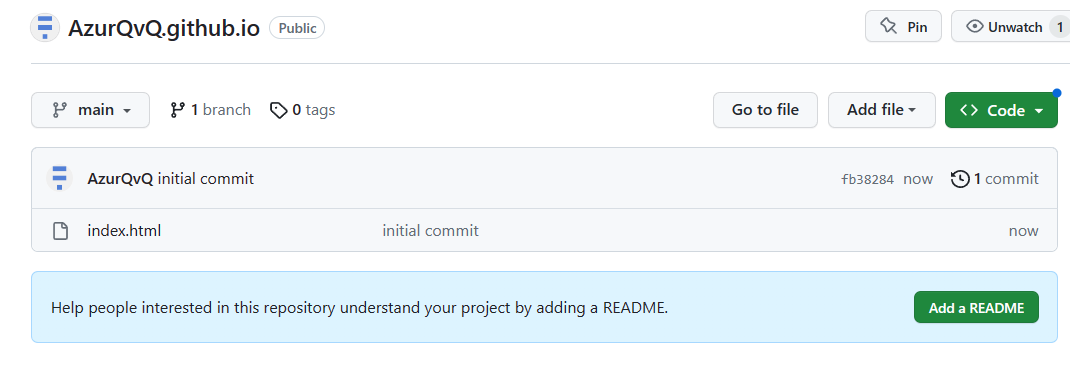 AzurQvQ.github.io Public Pin Unwatch 1
main 1 branch 0 tags Go to file Add file Code
AzurQvQ initial commit fb38284 now 1 commit
index.html initial commit now
Help people interested in this repository understand your project by adding a README. Add a README